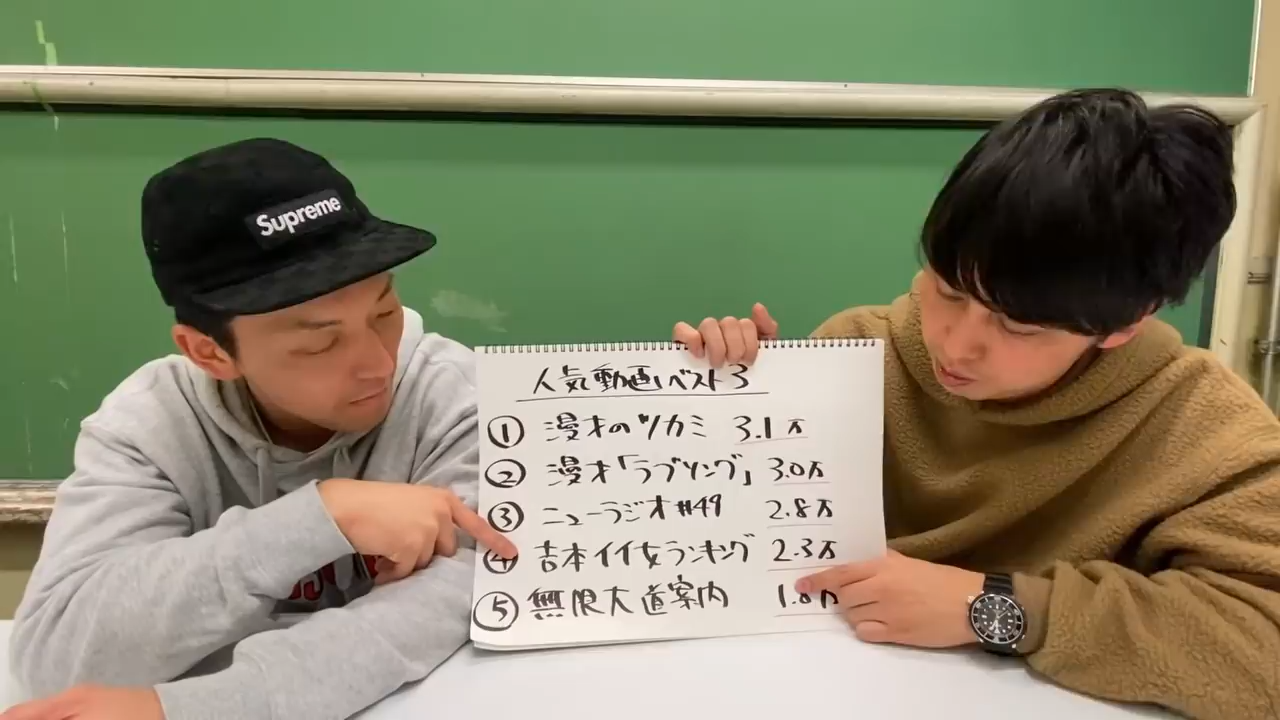 Supreme
人気動画ベスト3
① 漫才のツカミ 3.1万
② 漫才「ラブソング」 3.0万
③ ニューラジオ#49 2.8万
④ 吉本イイ女ランキング 2.3万
⑤ 無限大道案内